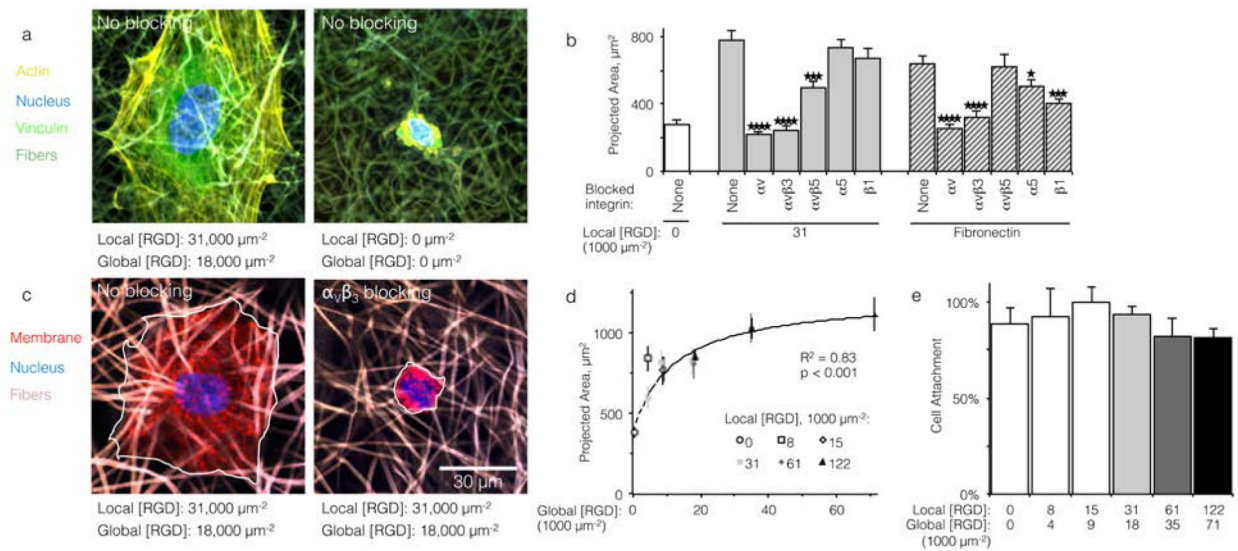 a
No blocking
No blocking
Actin
Nucleus
Vinculin
Fibers
Local [RGD]: 31,000 µm-2
Global [RGD]: 18,000 µm-2
Local [RGD]: 0 µm-2
Global [RGD]: 0 µm-2
b
Projected Area, µm2
800
400
0
★★★★
★★★★
★★★
★★★★
★★★★
★
★★★
Blocked
integrin:
None
None
αv
αvβ3
αvβ5
α5
β1
None
αv
αvβ3
αvβ5
α5
β1
Local [RGD]: 0 31 Fibronectin
(1000 µm-2)
c
No blocking
αvβ3 blocking
Membrane
Nucleus
Fibers
30 µm
Local [RGD]: 31,000 µm-2
Global [RGD]: 18,000 µm-2
Local [RGD]: 31,000 µm-2
Global [RGD]: 18,000 µm-2
d
Projected Area, µm2
1000
500
0
R2 = 0.83
p < 0.001
Local [RGD], 1000 µm-2:
0 8 15
31 61 122
Global [RGD]: 0 20 40 60
(1000 µm-2)
e
Cell Attachment
100%
50%
0%
Local [RGD]: 0 8 15 31 61 122
Global [RGD]: 0 4 9 18 35 71
(1000 µm-2)